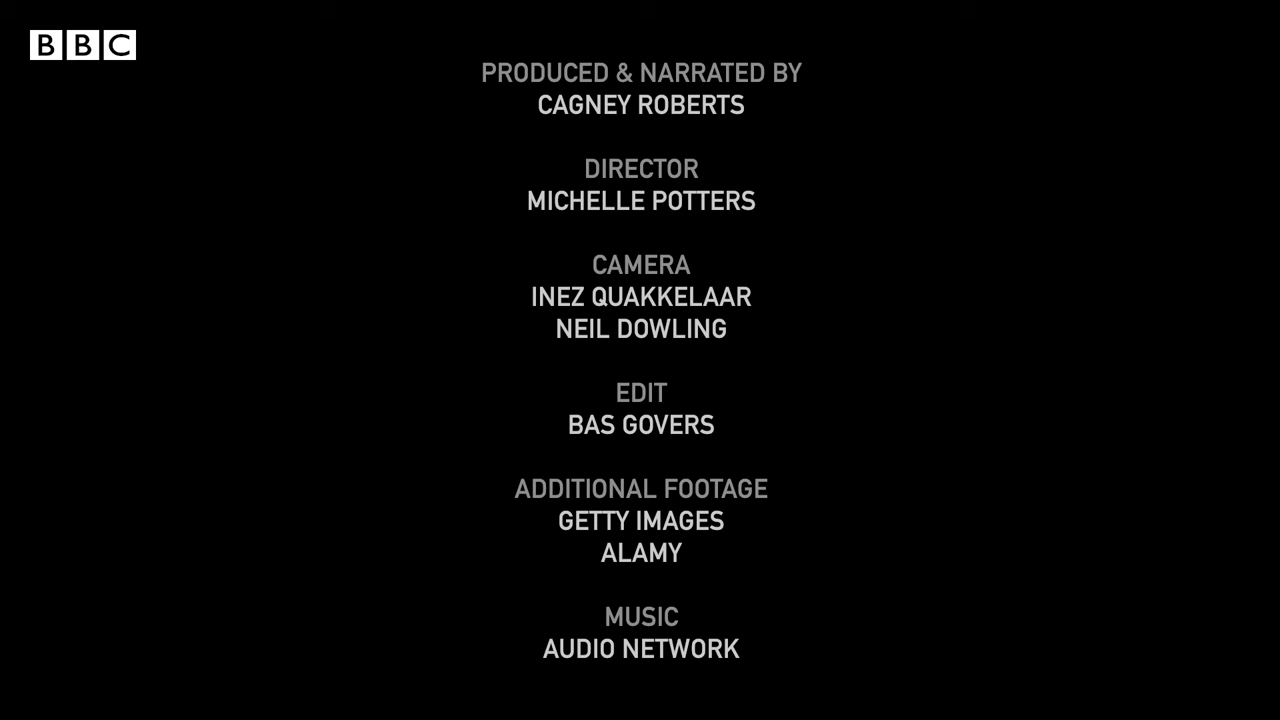 BBC
PRODUCED & NARRATED BY
CAGNEY ROBERTS
DIRECTOR
MICHELLE POTTERS
CAMERA
INEZ QUAKKELAAR
NEIL DOWLING
EDIT
BAS GOVERS
ADDITIONAL FOOTAGE
GETTY IMAGES
ALAMY
MUSIC
AUDIO NETWORK